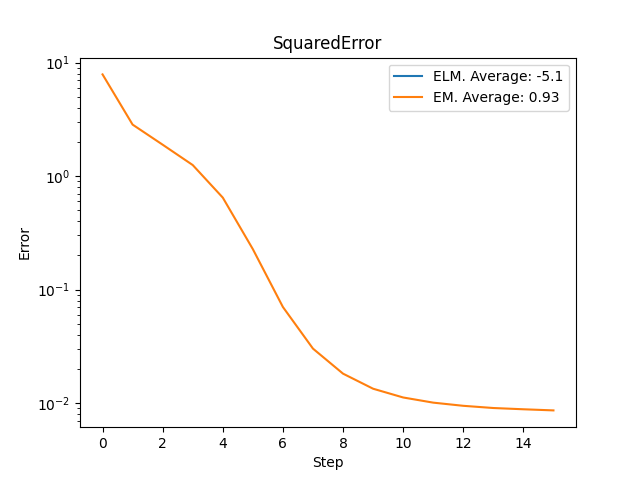 SquaredError
ELM. Average: -5.1
EM. Average: 0.93
Error
10¹
10⁰
10⁻¹
10⁻²
0 2 4 6 8 10 12 14
Step